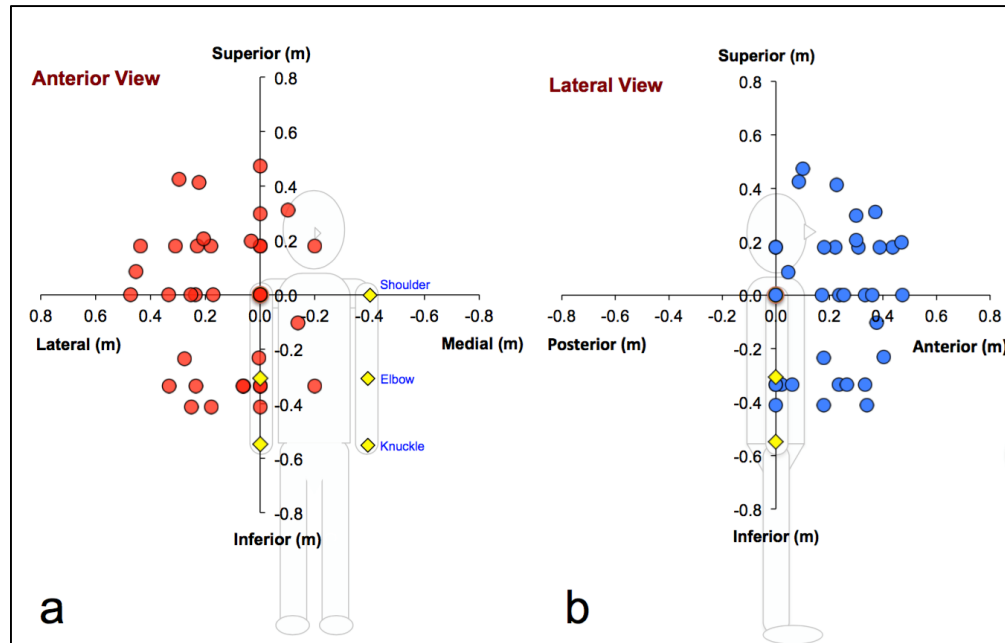 Superior (m)
Anterior View
0.8
0.6
0.4
0.2
0.0
-0.2
-0.4
-0.6
-0.8
0.8
0.6
0.4
0.2
0.0
-0.2
-0.4
-0.6
-0.8
Shoulder
Lateral (m)
Medial (m)
Elbow
Knuckle
Inferior (m)
a
Superior (m)
Lateral View
0.8
0.6
0.4
0.2
0.0
-0.2
-0.4
-0.6
-0.8
-0.8
-0.6
-0.4
-0.2
0.0
0.2
0.4
0.6
0.8
Posterior (m)
Anterior (m)
Inferior (m)
b